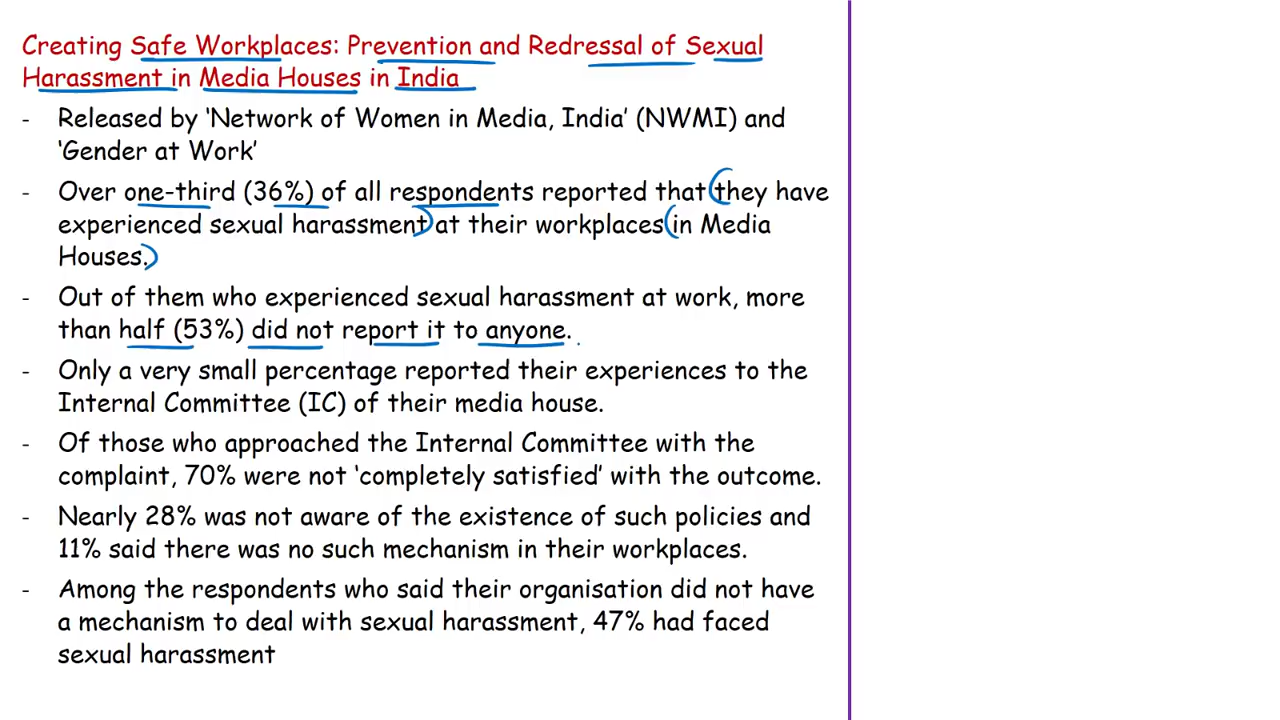 Creating Safe Workplaces: Prevention and Redressal of Sexual
Harassment in Media Houses in India
- Released by ‘Network of Women in Media, India’ (NWMI) and
‘Gender at Work’
- Over one-third (36%) of all respondents reported that they have
experienced sexual harassment at their workplaces in Media
Houses.
- Out of them who experienced sexual harassment at work, more
than half (53%) did not report it to anyone.
- Only a very small percentage reported their experiences to the
Internal Committee (IC) of their media house.
- Of those who approached the Internal Committee with the
complaint, 70% were not ‘completely satisfied’ with the outcome.
- Nearly 28% was not aware of the existence of such policies and
11% said there was no such mechanism in their workplaces.
- Among the respondents who said their organisation did not have
a mechanism to deal with sexual harassment, 47% had faced
sexual harassment